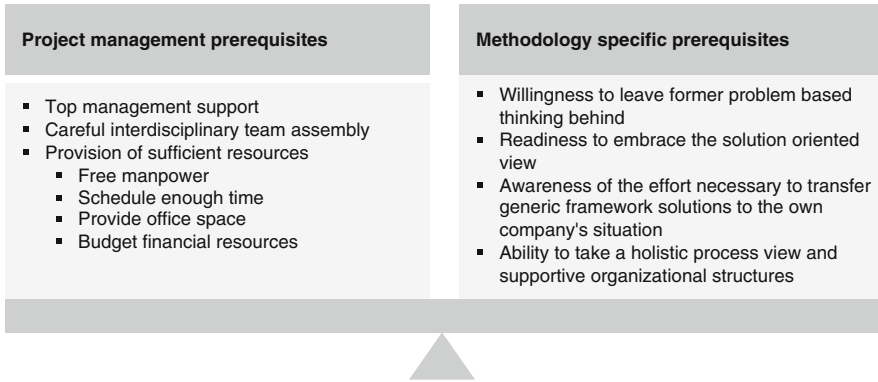 Project management prerequisites
▪ Top management support
▪ Careful interdisciplinary team assembly
▪ Provision of sufficient resources
▪ Free manpower
▪ Schedule enough time
▪ Provide office space
▪ Budget financial resources
Methodology specific prerequisites
▪ Willingness to leave former problem based
thinking behind
▪ Readiness to embrace the solution oriented
view
▪ Awareness of the effort necessary to transfer
generic framework solutions to the own
company's situation
▪ Ability to take a holistic process view and
supportive organizational structures